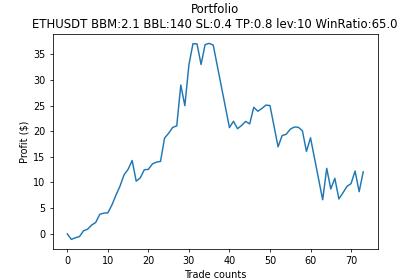 Portfolio
ETHUSDT BBM:2.1 BBL:140 SL:0.4 TP:0.8 lev:10 WinRatio:65.0
35
30
25
20
15
10
5
0
Profit ($)
0 10 20 30 40 50 60 70
Trade counts